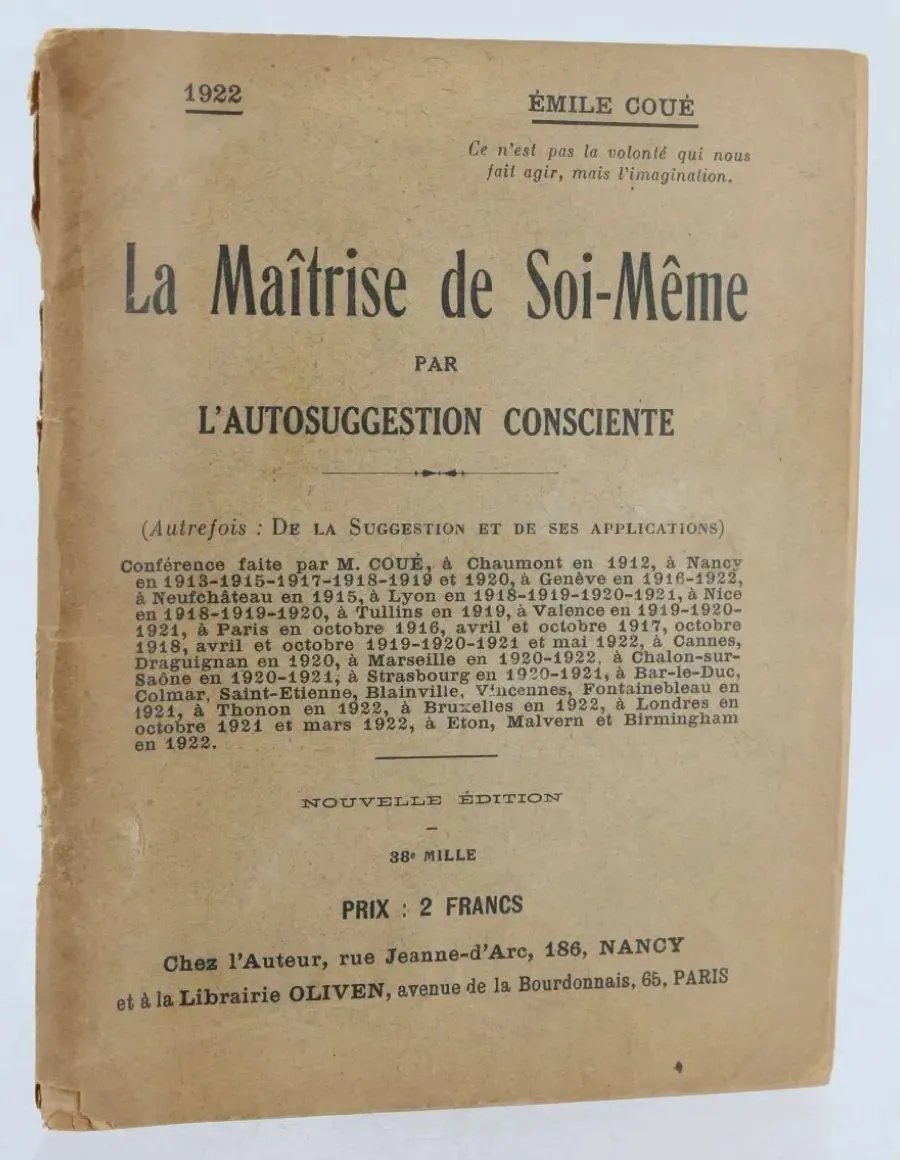 1922
ÉMILE COUÉ
Ce n'est pas la volonté qui nous
fait agir, mais l'imagination.
La Maîtrise de Soi-Même
PAR
L'AUTOSUGGESTION CONSCIENTE
(Autrefois : DE LA SUGGESTION ET DE SES APPLICATIONS)
Conférence faite par M. COUÉ, à Chaumont en 1912, à Nancy
en 1913-1915-1917-1918-1919 et 1920, à Genève en 1916-1922,
à Neufchâteau en 1915, à Lyon en 1918-1919-1920-1921, à Nice
en 1918-1919-1920, à Tullins en 1919, à Valence en 1919-1920-
1921, à Paris en octobre 1916, avril et octobre 1917, octobre
1918, avril et octobre 1919-1920-1921 et mai 1922, à Cannes,
Draguignan en 1920, à Marseille en 1920-1922, à Chalon-sur-
Saône en 1920-1921, à Strasbourg en 1920-1921, à Bar-le-Duc,
Colmar, Saint-Etienne, Blainville, Vincennes, Fontainebleau en
1921, à Thonon en 1922, à Bruxelles en 1922, à Londres en
octobre 1921 et mars 1922, à Eton, Malvern et Birmingham
en 1922.
NOUVELLE ÉDITION
38e MILLE
PRIX : 2 FRANCS
Chez l'Auteur, rue Jeanne-d'Arc, 186, NANCY
et à la Librairie OLIVEN, avenue de la Bourdonnais, 65, PARIS